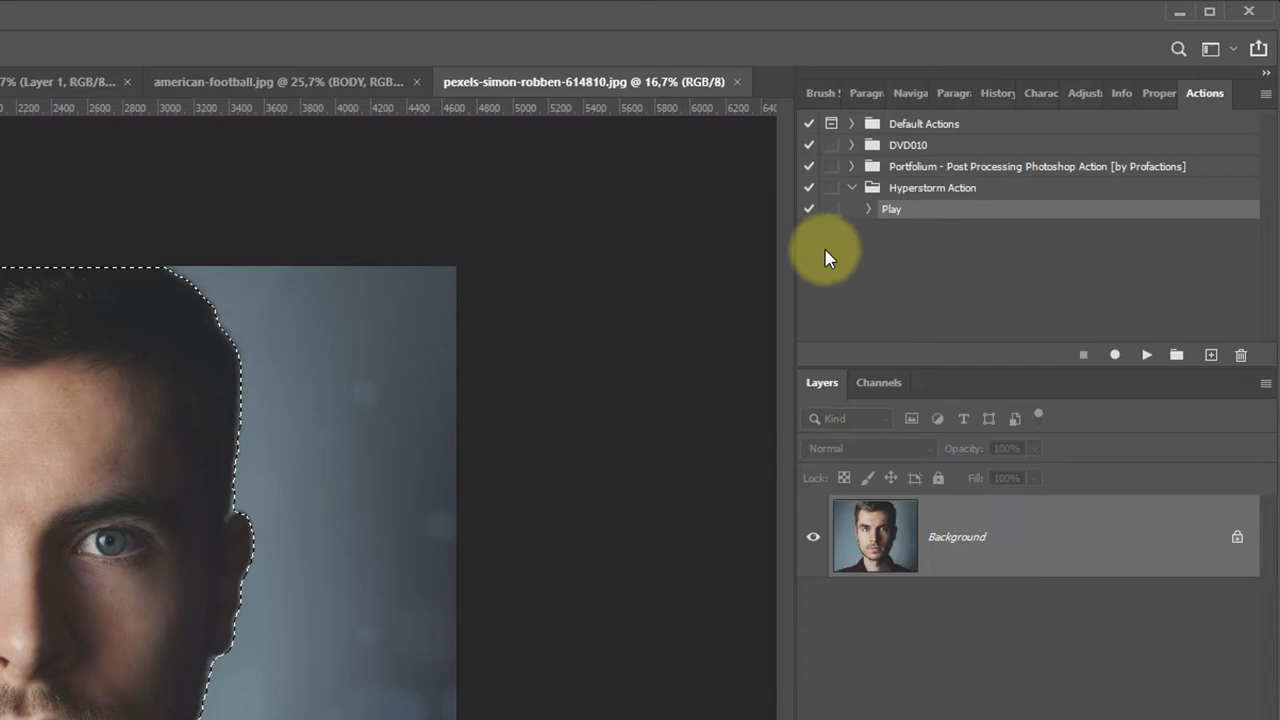 7% (Layer 1, RGB/8...
american-football.jpg @ 25,7% (BODY, RGB...
pexels-simon-robben-614810.jpg @ 16,7% (RGB/8)
2200 2400 2600 2800 3000 3200 3400 3600 3800 4000 4200 4400 4600 4800 5000 5200 5400 5600 5800 6000 6200 640
Brush S Paragr Naviga Paragr History Charac Adjustr Info Proper Actions
Default Actions
DVD010
Portfolium - Post Processing Photoshop Action [by Profactions]
Hyperstorm Action
Play
Layers Channels
Kind
Normal Opacity: 100%
Lock: Fill: 100%
Background